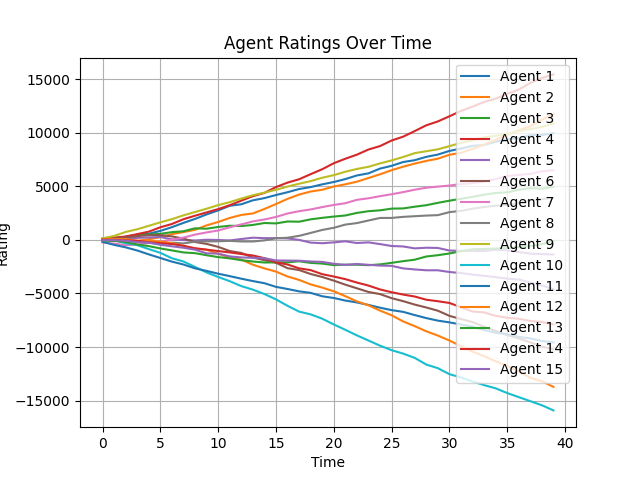 Agent Ratings Over Time
Rating
15000
10000
5000
0
−5000
−10000
−15000
0 5 10 15 20 25 30 35 40
Time
Agent 1
Agent 2
Agent 3
Agent 4
Agent 5
Agent 6
Agent 7
Agent 8
Agent 9
Agent 10
Agent 11
Agent 12
Agent 13
Agent 14
Agent 15